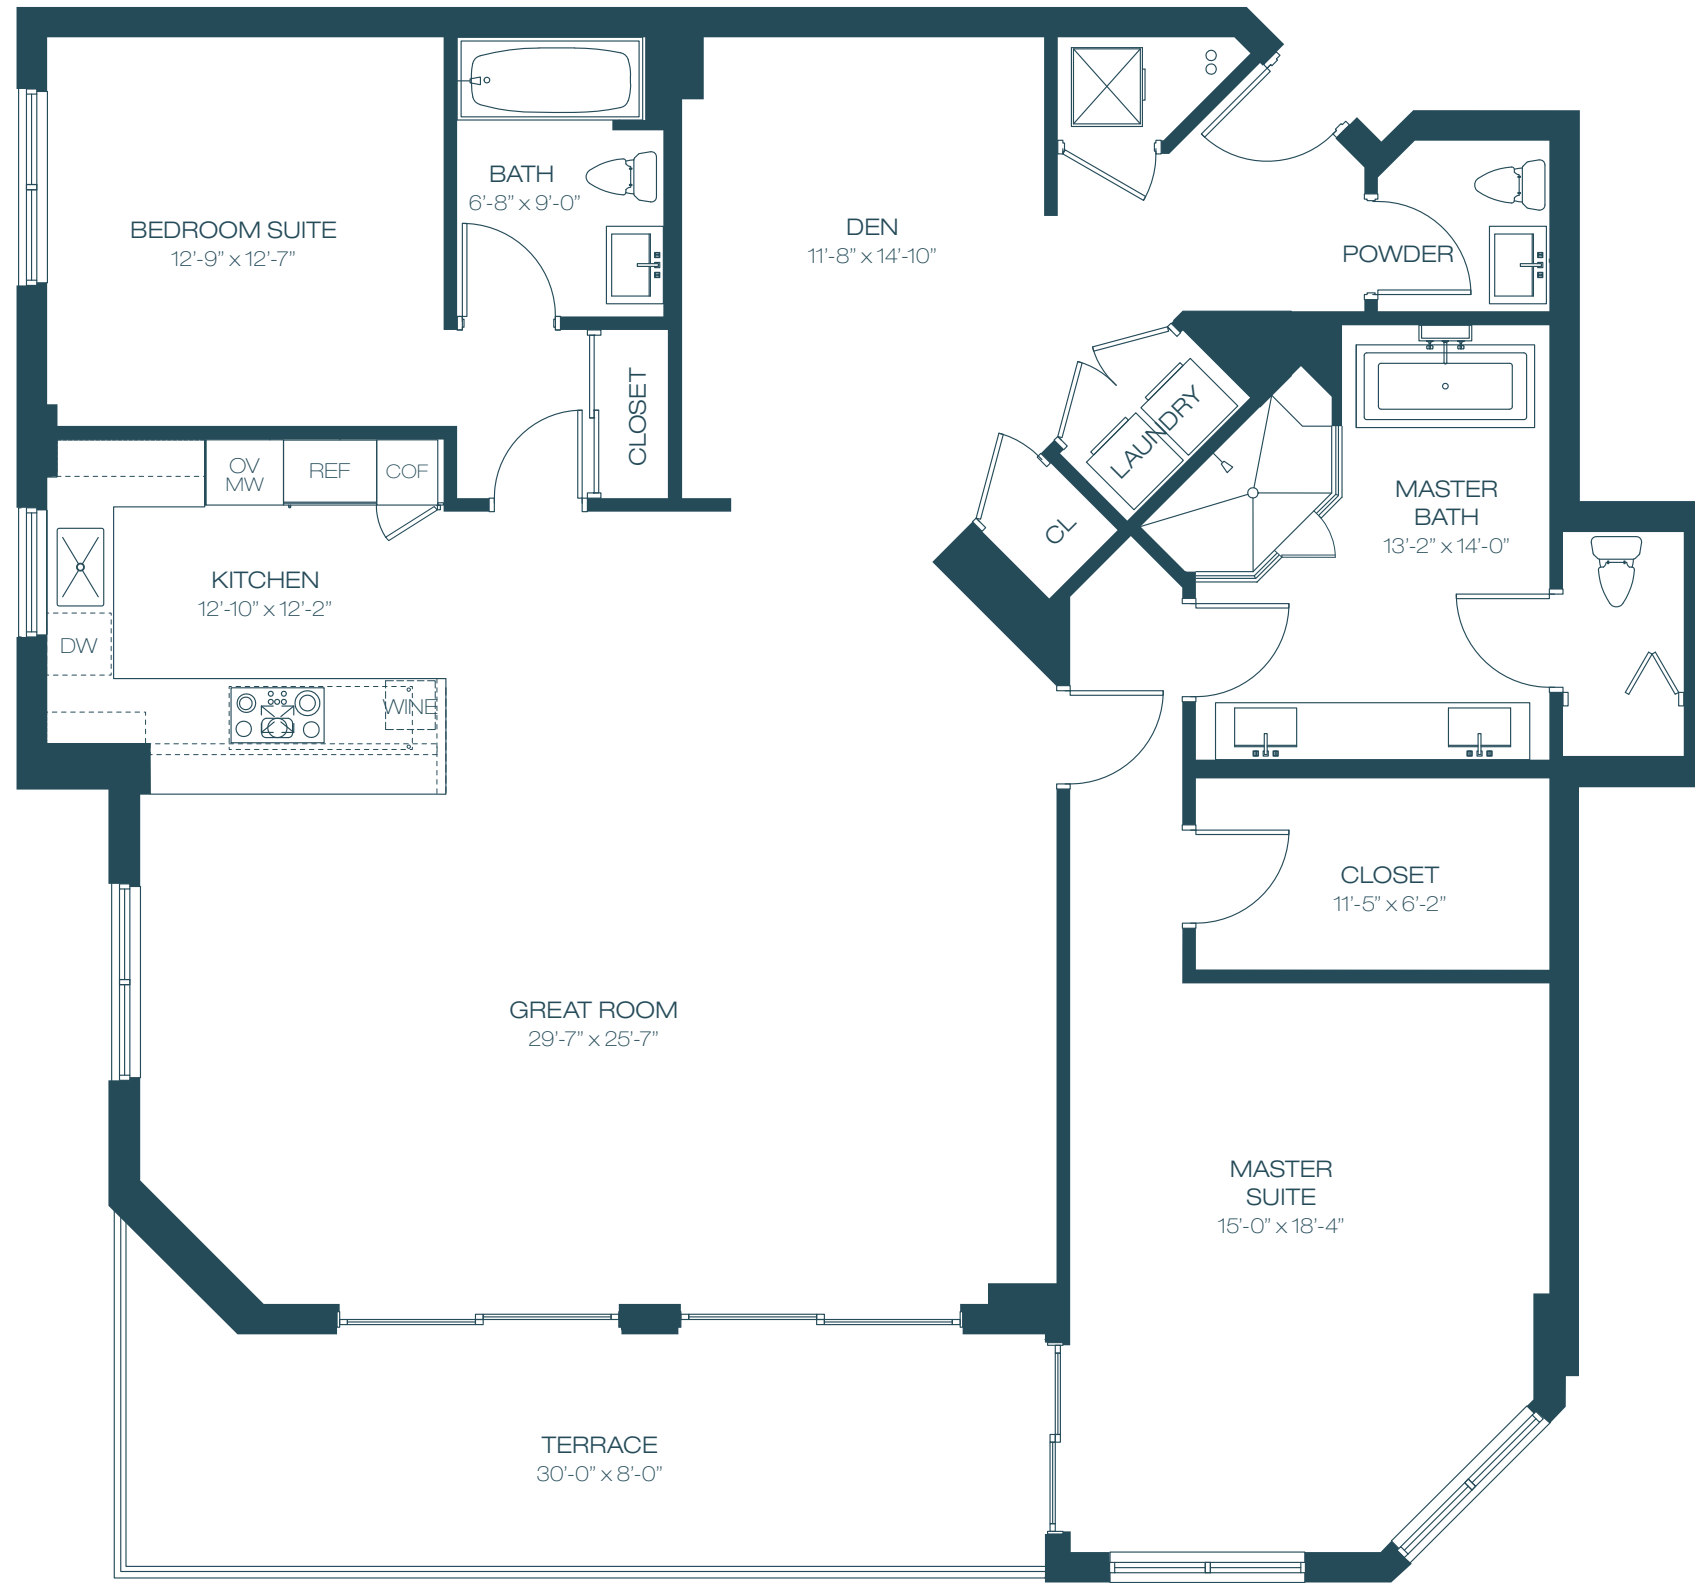 BATH
6'-8” x 9'-0”
BEDROOM SUITE
12'-9” x 12'-7”
DEN
11'-8” x 14'-10”
POWDER
CLOSET
LAUNDRY
CL
OV
MW
REF
COF
MASTER
BATH
13'-2” x 14'-0”
KITCHEN
12'-10” x 12'-2”
DW
WINE
CLOSET
11'-5” x 6'-2”
GREAT ROOM
29'-7” x 25'-7”
MASTER
SUITE
15'-0” x 18'-4”
TERRACE
30'-0” x 8'-0”